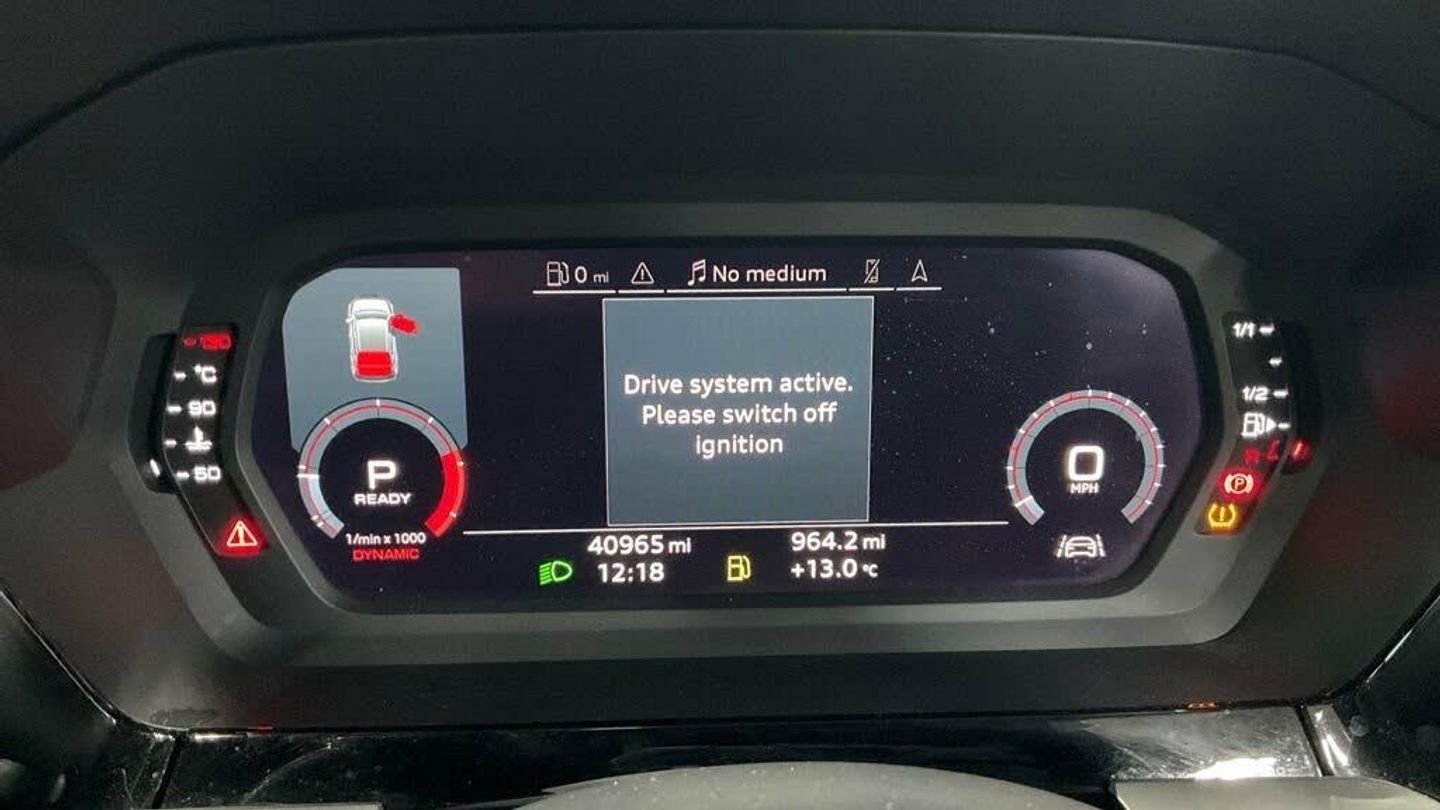 0 mi
No medium
130
°C
90
50
Drive system active.
Please switch off
ignition
P
READY
1/min x 1000
DYNAMIC
0
MPH
1/1
1/2
R
P
40965 mi
964.2 mi
12:18
+13.0 °C